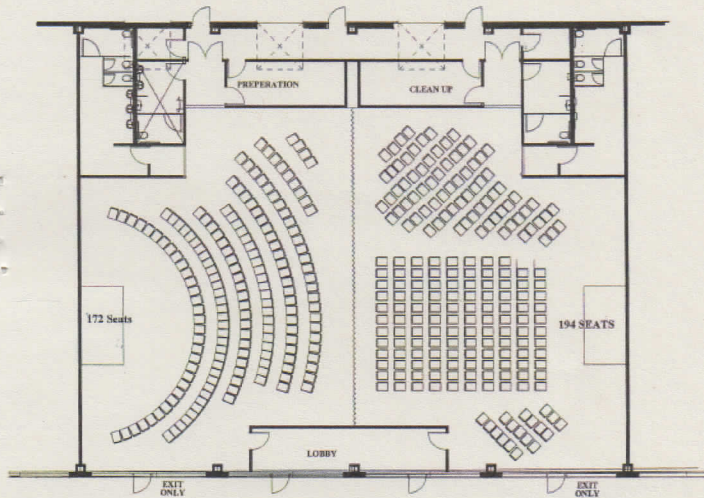 PREPERATION
CLEAN UP
172 Seats
194 SEATS
LOBBY
EXIT
ONLY
EXIT
ONLY